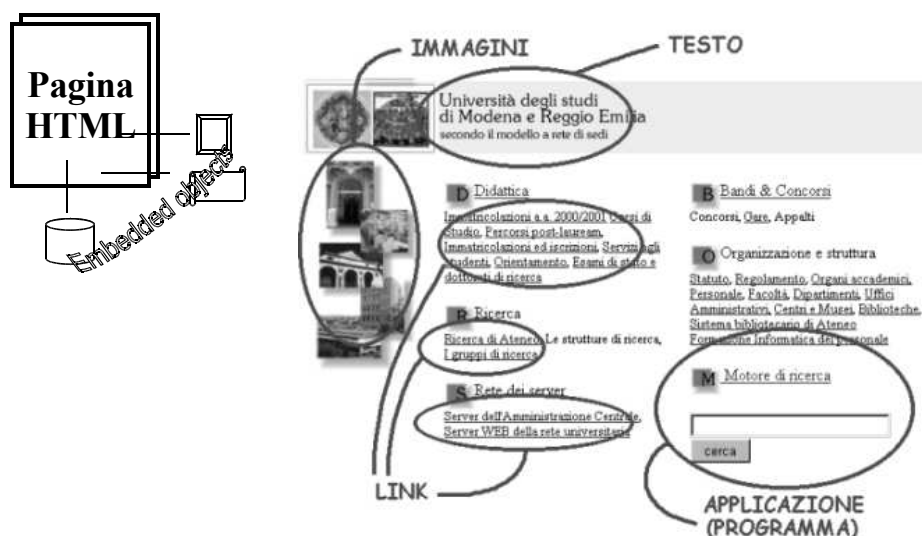 Pagina
HTML
Embedded objects
IMMAGINI
TESTO
Università degli studi
di Modena e Reggio Emilia
secondo il modello a rete di sedi
D Didattica
Immatricolazioni a.a. 2000/2001 Corsi di
Studio, Percorsi post-lauream,
Immatricolazioni ed iscrizioni, Servizi agli
studenti, Orientamento, Esami di stato e
dottorati di ricerca
R Ricerca
Ricerca di Ateneo, Le strutture di ricerca,
I gruppi di ricerca
S Rete dei server
Server dell'Amministrazione Centrale,
Server WEB della rete universitaria
B Bandi & Concorsi
Concorsi, Gare, Appalti
O Organizzazione e struttura
Statuto, Regolamento, Organi accademici,
Personale, Facoltà, Dipartimenti, Uffici
Amministrativi, Centri e Musei, Biblioteche,
Sistema bibliotecario di Ateneo
Formazione Informatica del personale
M Motore di ricerca
cerca
LINK
APPLICAZIONE
(PROGRAMMA)